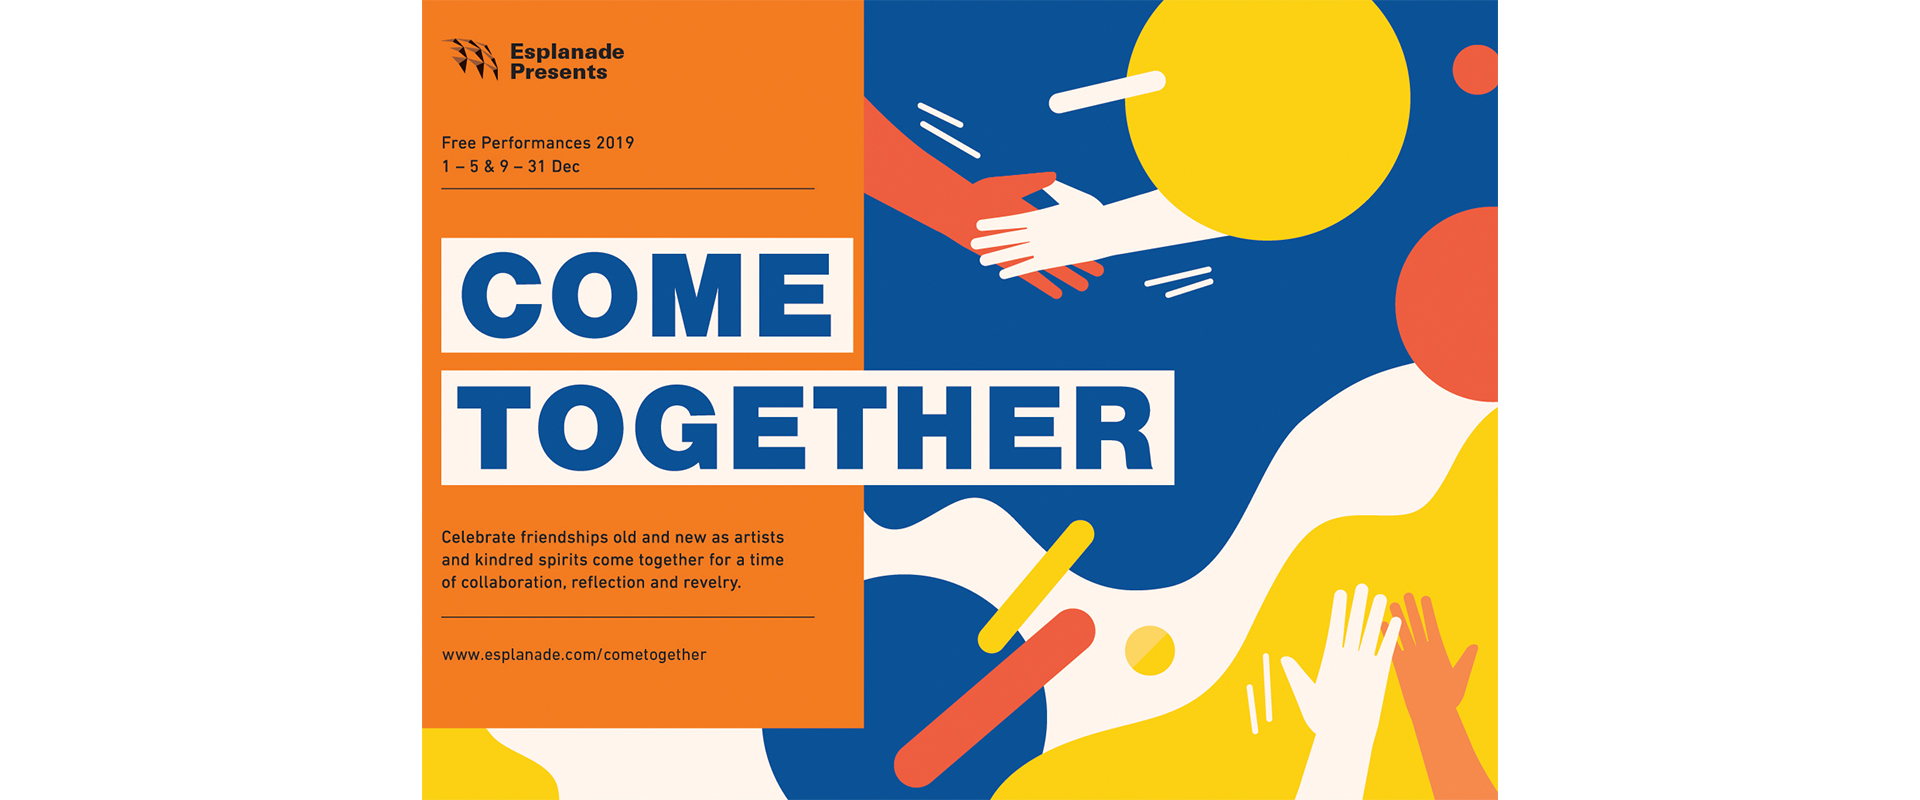 Esplanade
Presents
Free Performances 2019
1 – 5 & 9 – 31 Dec
COME
TOGETHER
Celebrate friendships old and new as artists
and kindred spirits come together for a time
of collaboration, reflection and revelry.
www.esplanade.com/cometogether